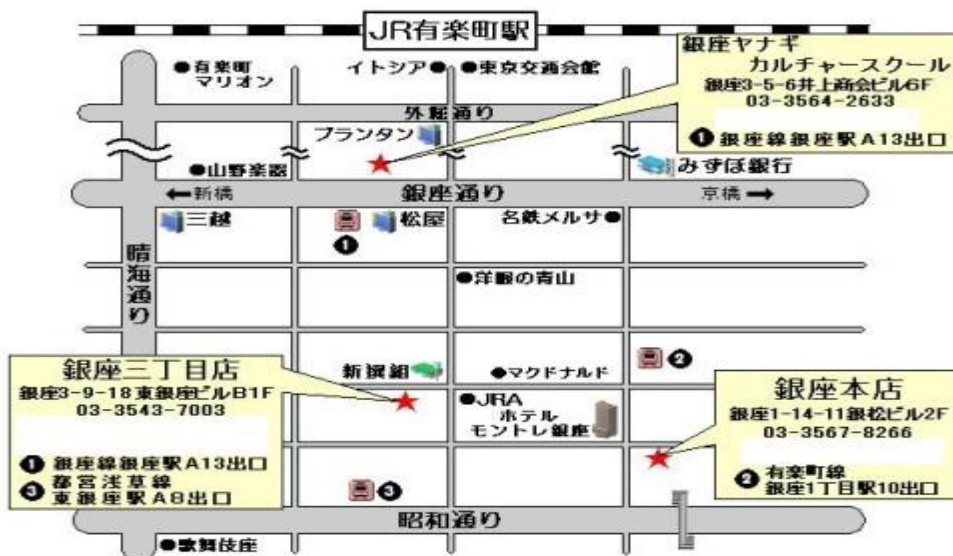 JR有楽町駅
●有楽町
マリオン
イトシア●
●東京交通会館
銀座ヤナギ
カルチャースクール
銀座3-5-6井上商会ビル6F
03-3564-2633
❶銀座線銀座駅A13出口
外堀通り
プランタン
●山野楽器
みずほ銀行
←新橋
銀座通り
京橋→
三越
松屋
❶
名鉄メルサ●
晴海通り
●洋服の青山
銀座三丁目店
銀座3-9-18東銀座ビルB1F
03-3543-7003
❶銀座線銀座駅A13出口
❸都営浅草線
東銀座駅A8出口
新撰組
●マクドナルド
❷
●JRA
ホテル
モントレ銀座
銀座本店
銀座1-14-11銀松ビル2F
03-3567-8266
❷有楽町線
銀座1丁目駅10出口
❸
昭和通り
●歌舞伎座